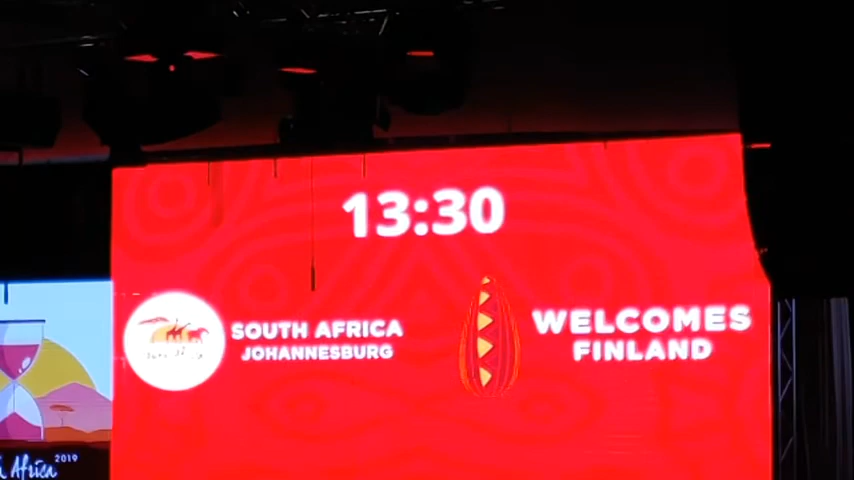 13:30
SOUTH AFRICA
JOHANNESBURG
WELCOMES
FINLAND
Africa 2019